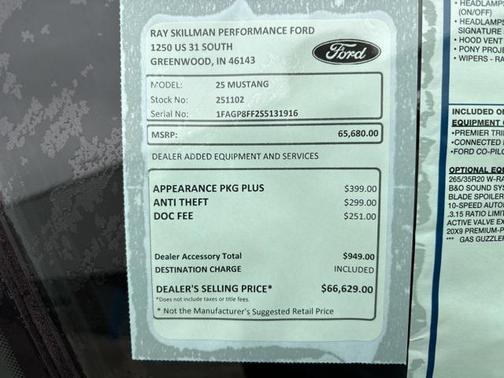 RAY SKILLMAN PERFORMANCE FORD
1250 US 31 SOUTH
GREENWOOD, IN 46143
Ford
MODEL: 25 MUSTANG
Stock No: 251102
Serial No: 1FAGP8FF2S5131916
MSRP: 65,680.00
DEALER ADDED EQUIPMENT AND SERVICES
APPEARANCE PKG PLUS $399.00
ANTI THEFT $299.00
DOC FEE $251.00
Dealer Accessory Total $949.00
DESTINATION CHARGE INCLUDED
DEALER'S SELLING PRICE* $66,629.00
*Does not include taxes or title fees.
* Not the Manufacturer's Suggested Retail Price
• HEADLAMPS
(ON/OFF)
• HEADLAMPS
SIGNATURE
• HOOD VENT
• PONY PROJ
• WIPERS - RA
INCLUDED O
EQUIPMENT
•PREMIER TRI
•CONNECTED
•FORD CO-PIL
OPTIONAL EQ
265/35R20 W-RA
B&O SOUND SYS
BLADE SPOILER
10-SPEED AUTO
.3.15 RATIO LIMIT
ACTIVE VALVE EX
20X9 PREMIUM-P
*** GAS GUZZLER